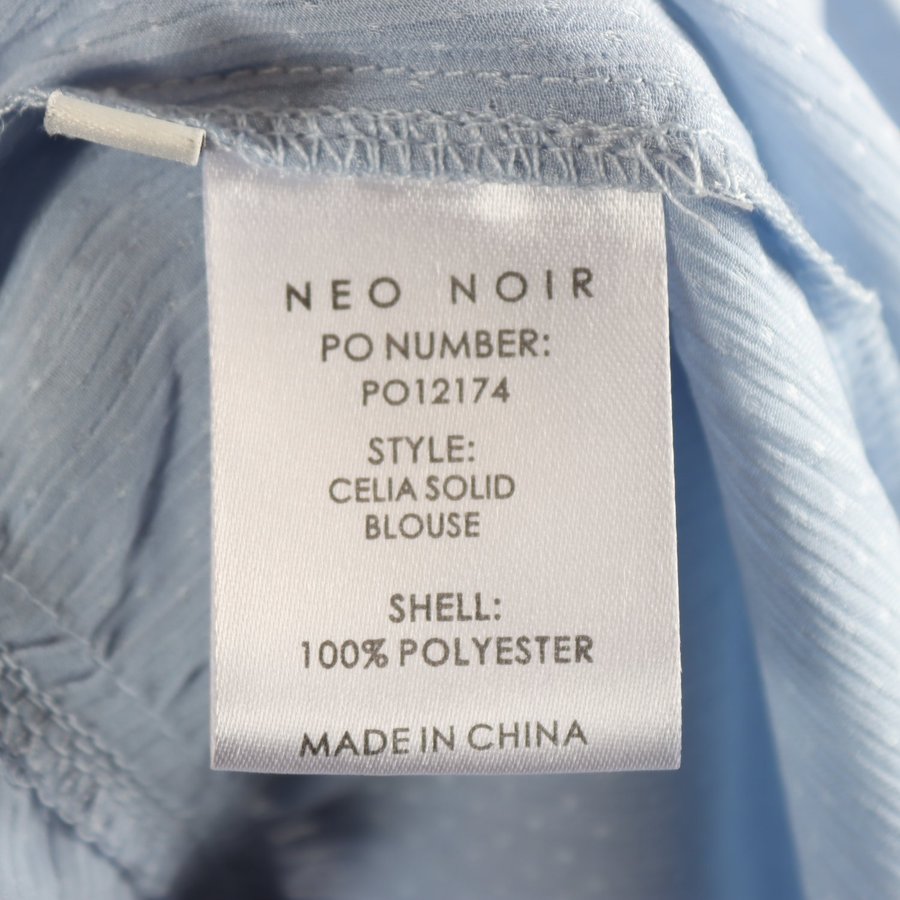 NEO NOIR
PO NUMBER:
PO12174
STYLE:
CELIA SOLID
BLOUSE
SHELL:
100% POLYESTER
MADE IN CHINA